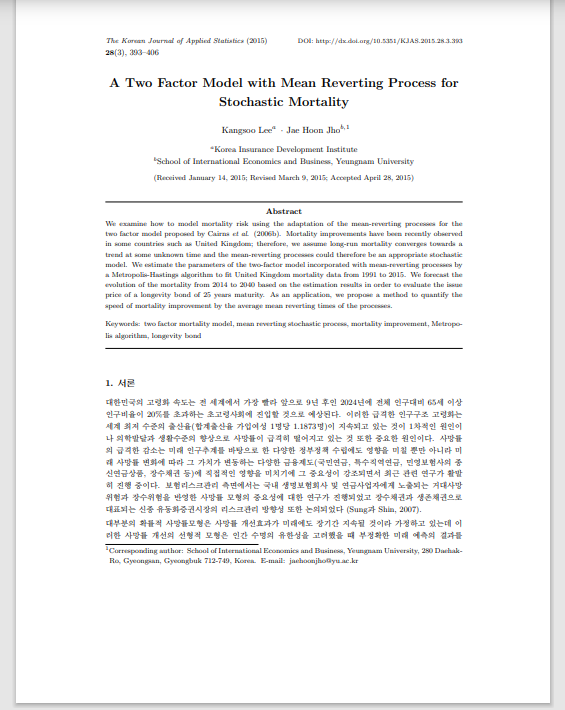 The Korean Journal of Applied Statistics (2015)
DOI: http://dx.doi.org/10.5351/KJAS.2015.28.3.393
28(3), 393–406
A Two Factor Model with Mean Reverting Process for
Stochastic Mortality
Kangsoo Leeᵃ · Jae Hoon Jhoᵇ,¹
ᵃKorea Insurance Development Institute
ᵇSchool of International Economics and Business, Yeungnam University
(Received January 14, 2015; Revised March 9, 2015; Accepted April 28, 2015)
Abstract
We examine how to model mortality risk using the adaptation of the mean-reverting processes for the
two factor model proposed by Cairns et al. (2006b). Mortality improvements have been recently observed
in some countries such as United Kingdom; therefore, we assume long-run mortality converges towards a
trend at some unknown time and the mean-reverting processes could therefore be an appropriate stochastic
model. We estimate the parameters of the two-factor model incorporated with mean-reverting processes by
a Metropolis-Hastings algorithm to fit United Kingdom mortality data from 1991 to 2015. We forecast the
evolution of the mortality from 2014 to 2040 based on the estimation results in order to evaluate the issue
price of a longevity bond of 25 years maturity. As an application, we propose a method to quantify the
speed of mortality improvement by the average mean reverting times of the processes.
Keywords: two factor mortality model, mean reverting stochastic process, mortality improvement, Metropo-
lis algorithm, longevity bond
1. 서론
대한민국의 고령화 속도는 전 세계에서 가장 빨라 앞으로 9년 후인 2024년에 전체 인구대비 65세 이상
인구비율이 20%를 초과하는 초고령사회에 진입할 것으로 예상된다. 이러한 급격한 인구구조 고령화는
세계 최저 수준의 출산율(합계출산율 가임여성 1명당 1.1873명)이 지속되고 있는 것이 1차적인 원인이
나 의학발달과 생활수준의 향상으로 사망률이 급격히 떨어지고 있는 것 또한 중요한 원인이다. 사망률
의 급격한 감소는 미래 인구추계를 바탕으로 한 다양한 정부정책 수립에도 영향을 미칠 뿐만 아니라 미
래 사망률 변화에 따라 그 가치가 변동하는 다양한 금융제도(국민연금, 특수직역연금, 민영보험사의 종
신연금상품, 장수채권 등)에 직접적인 영향을 미치기에 그 중요성이 강조되면서 최근 관련 연구가 활발
히 진행 중이다. 보험리스크관리 측면에서는 국내 생명보험회사 및 연금사업자에게 노출되는 거대사망
위험과 장수위험을 반영한 사망률 모형의 중요성에 대한 연구가 진행되었고 장수채권과 생존채권으로
대표되는 신종 유동화증권시장의 리스크관리 방향성 또한 논의되었다 (Sung과 Shin, 2007).
대부분의 확률적 사망률모형은 사망률 개선효과가 미래에도 장기간 지속될 것이라 가정하고 있는데 이
러한 사망률 개선의 선형적 모형은 인간 수명의 유한성을 고려했을 때 부정확한 미래 예측의 결과를
¹Corresponding author: School of International Economics and Business, Yeungnam University, 280 Daehak-
Ro, Gyeongsan, Gyeongbuk 712-749, Korea. E-mail: jaehoonjho@yu.ac.kr